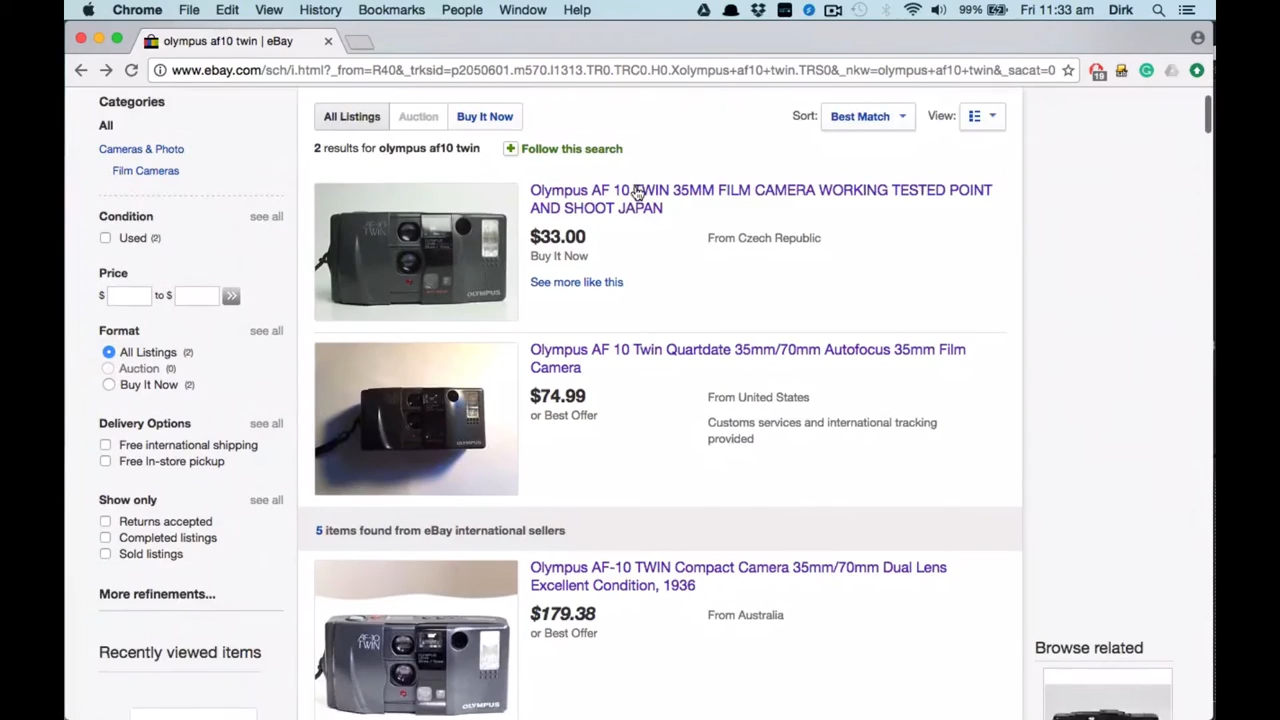 Chrome File Edit View History Bookmarks People Window Help 99% Fri 11:33 am Dirk
olympus af10 twin | eBay
www.ebay.com/sch/i.html?_from=R40&_trksid=p2050601.m570.l1313.TR0.TRC0.H0.Xolympus+af10+twin.TRS0&_nkw=olympus+af10+twin&_sacat=0
19
Categories
All
Cameras & Photo
Film Cameras
Condition see all
Used (2)
Price
$ to $
Format see all
All Listings (2)
Auction (0)
Buy It Now (2)
Delivery Options see all
Free international shipping
Free In-store pickup
Show only see all
Returns accepted
Completed listings
Sold listings
More refinements...
Recently viewed items
All Listings Auction Buy It Now Sort: Best Match View:
2 results for olympus af10 twin Follow this search
Olympus AF 10 TWIN 35MM FILM CAMERA WORKING TESTED POINT
AND SHOOT JAPAN
$33.00 From Czech Republic
Buy It Now
See more like this
AF-10
TWIN
OLYMPUS
Olympus AF 10 Twin Quartdate 35mm/70mm Autofocus 35mm Film
Camera
$74.99 From United States
or Best Offer Customs services and international tracking
provided
OLYMPUS
5 items found from eBay international sellers
Olympus AF-10 TWIN Compact Camera 35mm/70mm Dual Lens
Excellent Condition, 1936
$179.38 From Australia
or Best Offer
AF-10
TWIN
OLYMPUS
Browse related